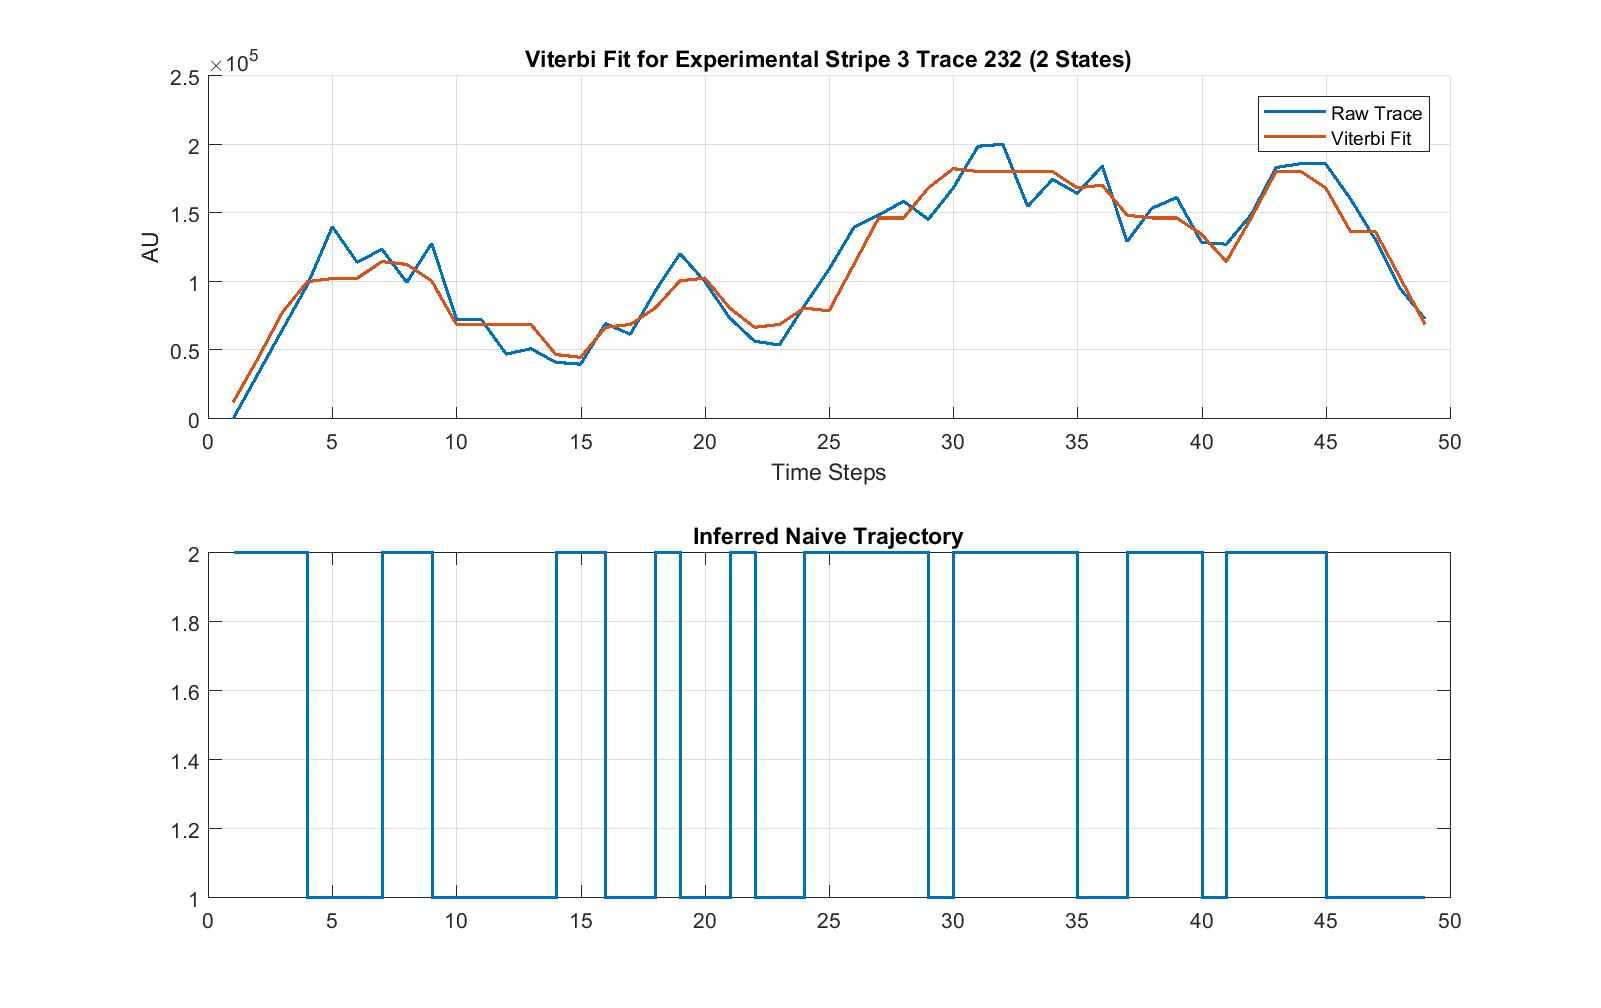 Viterbi Fit for Experimental Stripe 3 Trace 232 (2 States)
×10^5
2.5
2
1.5
1
0.5
0
AU
Raw Trace
Viterbi Fit
0 5 10 15 20 25 30 35 40 45 50
Time Steps
Inferred Naive Trajectory
2
1.8
1.6
1.4
1.2
1
0 5 10 15 20 25 30 35 40 45 50